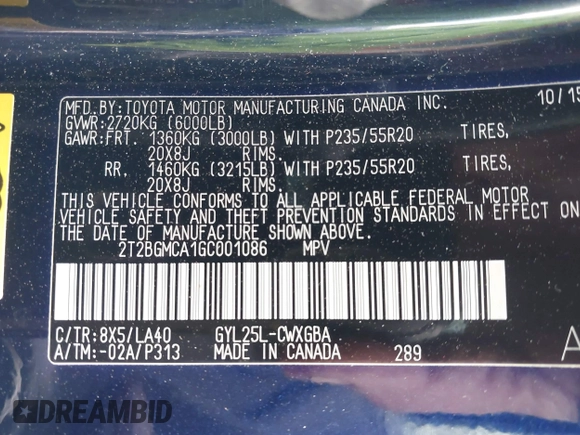 MFD.BY:TOYOTA MOTOR MANUFACTURING CANADA INC. 10/15
GVWR:2720KG (6000LB)
GAWR:FRT. 1360KG (3000LB) WITH P235/55R20 TIRES,
20X8J RIMS.
RR. 1460KG (3215LB) WITH P235/55R20 TIRES,
20X8J RIMS.
THIS VEHICLE CONFORMS TO ALL APPLICABLE FEDERAL MOTOR
VEHICLE SAFETY AND THEFT PREVENTION STANDARDS IN EFFECT ON
THE DATE OF MANUFACTURE SHOWN ABOVE.
2T2BGMCA1GC001086 MPV
C/TR:8X5/LA40 GYL25L-CWXGBA
A/TM:-02A/P313 MADE IN CANADA 289
DREAMBID